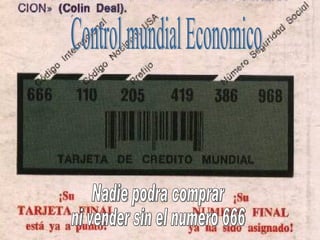 CION» (Colin Deal).
Control mundial Economico
Código Internacional
Código Nacional USA
Prefijo
Número Seguridad Social
666 110 205 419 386 968
TARJETA DE CREDITO MUNDIAL
¡Su
TARJETA FINAL
está ya a punto!
¡Su
NUMERO FINAL
ya ha sido asignado!
Nadie podra comprar
ni vender sin el numero 666